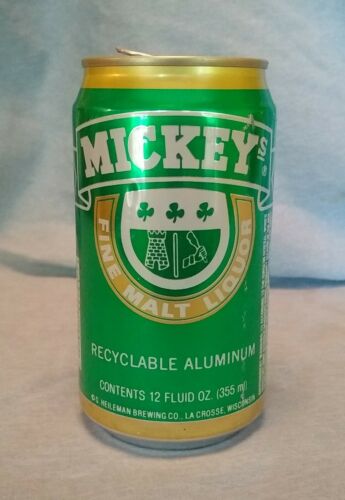 MICKEY'S ®
FINE MALT LIQUOR
RECYCLABLE ALUMINUM
CONTENTS 12 FLUID OZ. (355 ml)
©G. HEILEMAN BREWING CO., LA CROSSE, WISCONSIN